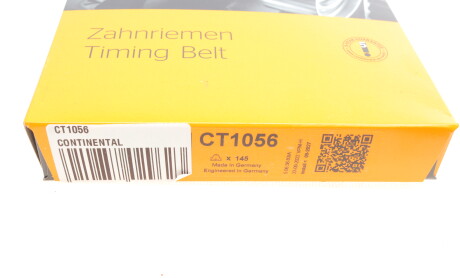 Zahnriemen
Timing Belt
CT1056
CONTINENTAL
CT1056
x 145
Made in Germany
Engineered in Germany